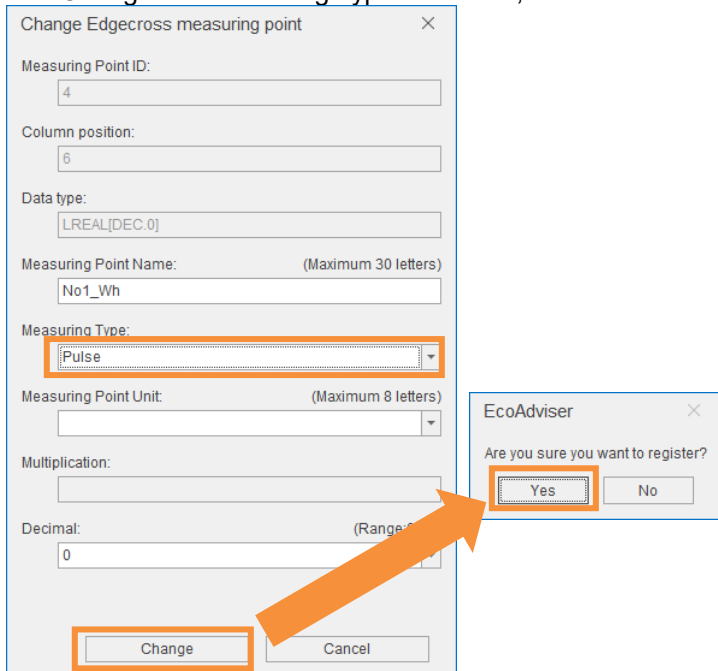 Change Edgecross measuring point
Measuring Point ID:
4
Column position:
6
Data type:
LREAL[DEC:0]
Measuring Point Name: (Maximum 30 letters)
No1_Wh
Measuring Type:
Pulse
Measuring Point Unit: (Maximum 8 letters)
Multiplication:
Decimal: (Range:
0
Change Cancel
EcoAdviser
Are you sure you want to register?
Yes No